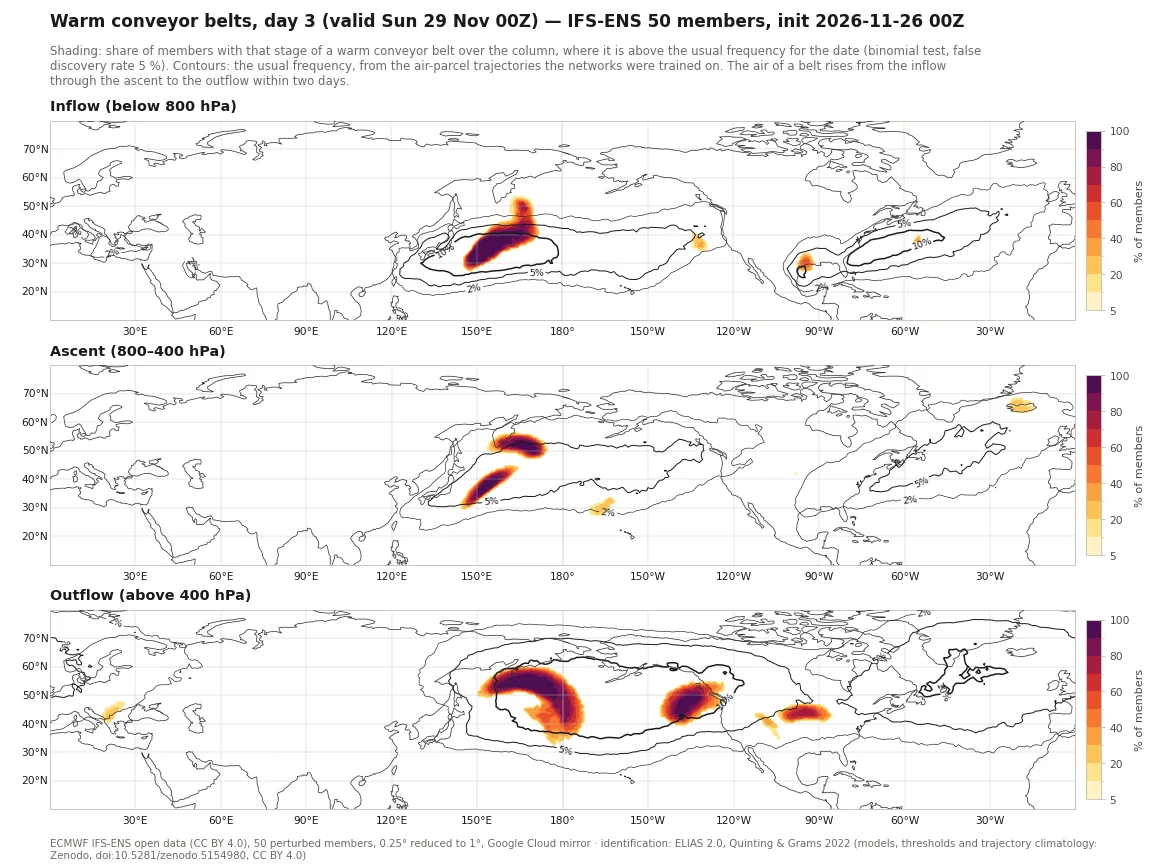 Warm conveyor belts, day 3 (valid Sun 29 Nov 00Z) — IFS-ENS 50 members, init 2026-11-26 00Z
Shading: share of members with that stage of a warm conveyor belt over the column, where it is above the usual frequency for the date (binomial test, false
discovery rate 5 %). Contours: the usual frequency, from the air-parcel trajectories the networks were trained on. The air of a belt rises from the inflow
through the ascent to the outflow within two days.
Inflow (below 800 hPa)
70°N
60°N
50°N
40°N
30°N
20°N
30°E 60°E 90°E 120°E 150°E 180° 150°W 120°W 90°W 60°W 30°W
2% 2% 10% 5% 2% 2% 5% 10%
100
80
60
40
20
5
% of members
Ascent (800–400 hPa)
70°N
60°N
50°N
40°N
30°N
20°N
30°E 60°E 90°E 120°E 150°E 180° 150°W 120°W 90°W 60°W 30°W
5% 2% 5% 2%
100
80
60
40
20
5
% of members
Outflow (above 400 hPa)
70°N
60°N
50°N
40°N
30°N
20°N
30°E 60°E 90°E 120°E 150°E 180° 150°W 120°W 90°W 60°W 30°W
5% 2%
100
80
60
40
20
5
% of members
ECMWF IFS-ENS open data (CC BY 4.0), 50 perturbed members, 0.25° reduced to 1°, Google Cloud mirror · identification: ELIAS 2.0, Quinting & Grams 2022 (models, thresholds and trajectory climatology:
Zenodo, doi:10.5281/zenodo.5154980, CC BY 4.0)